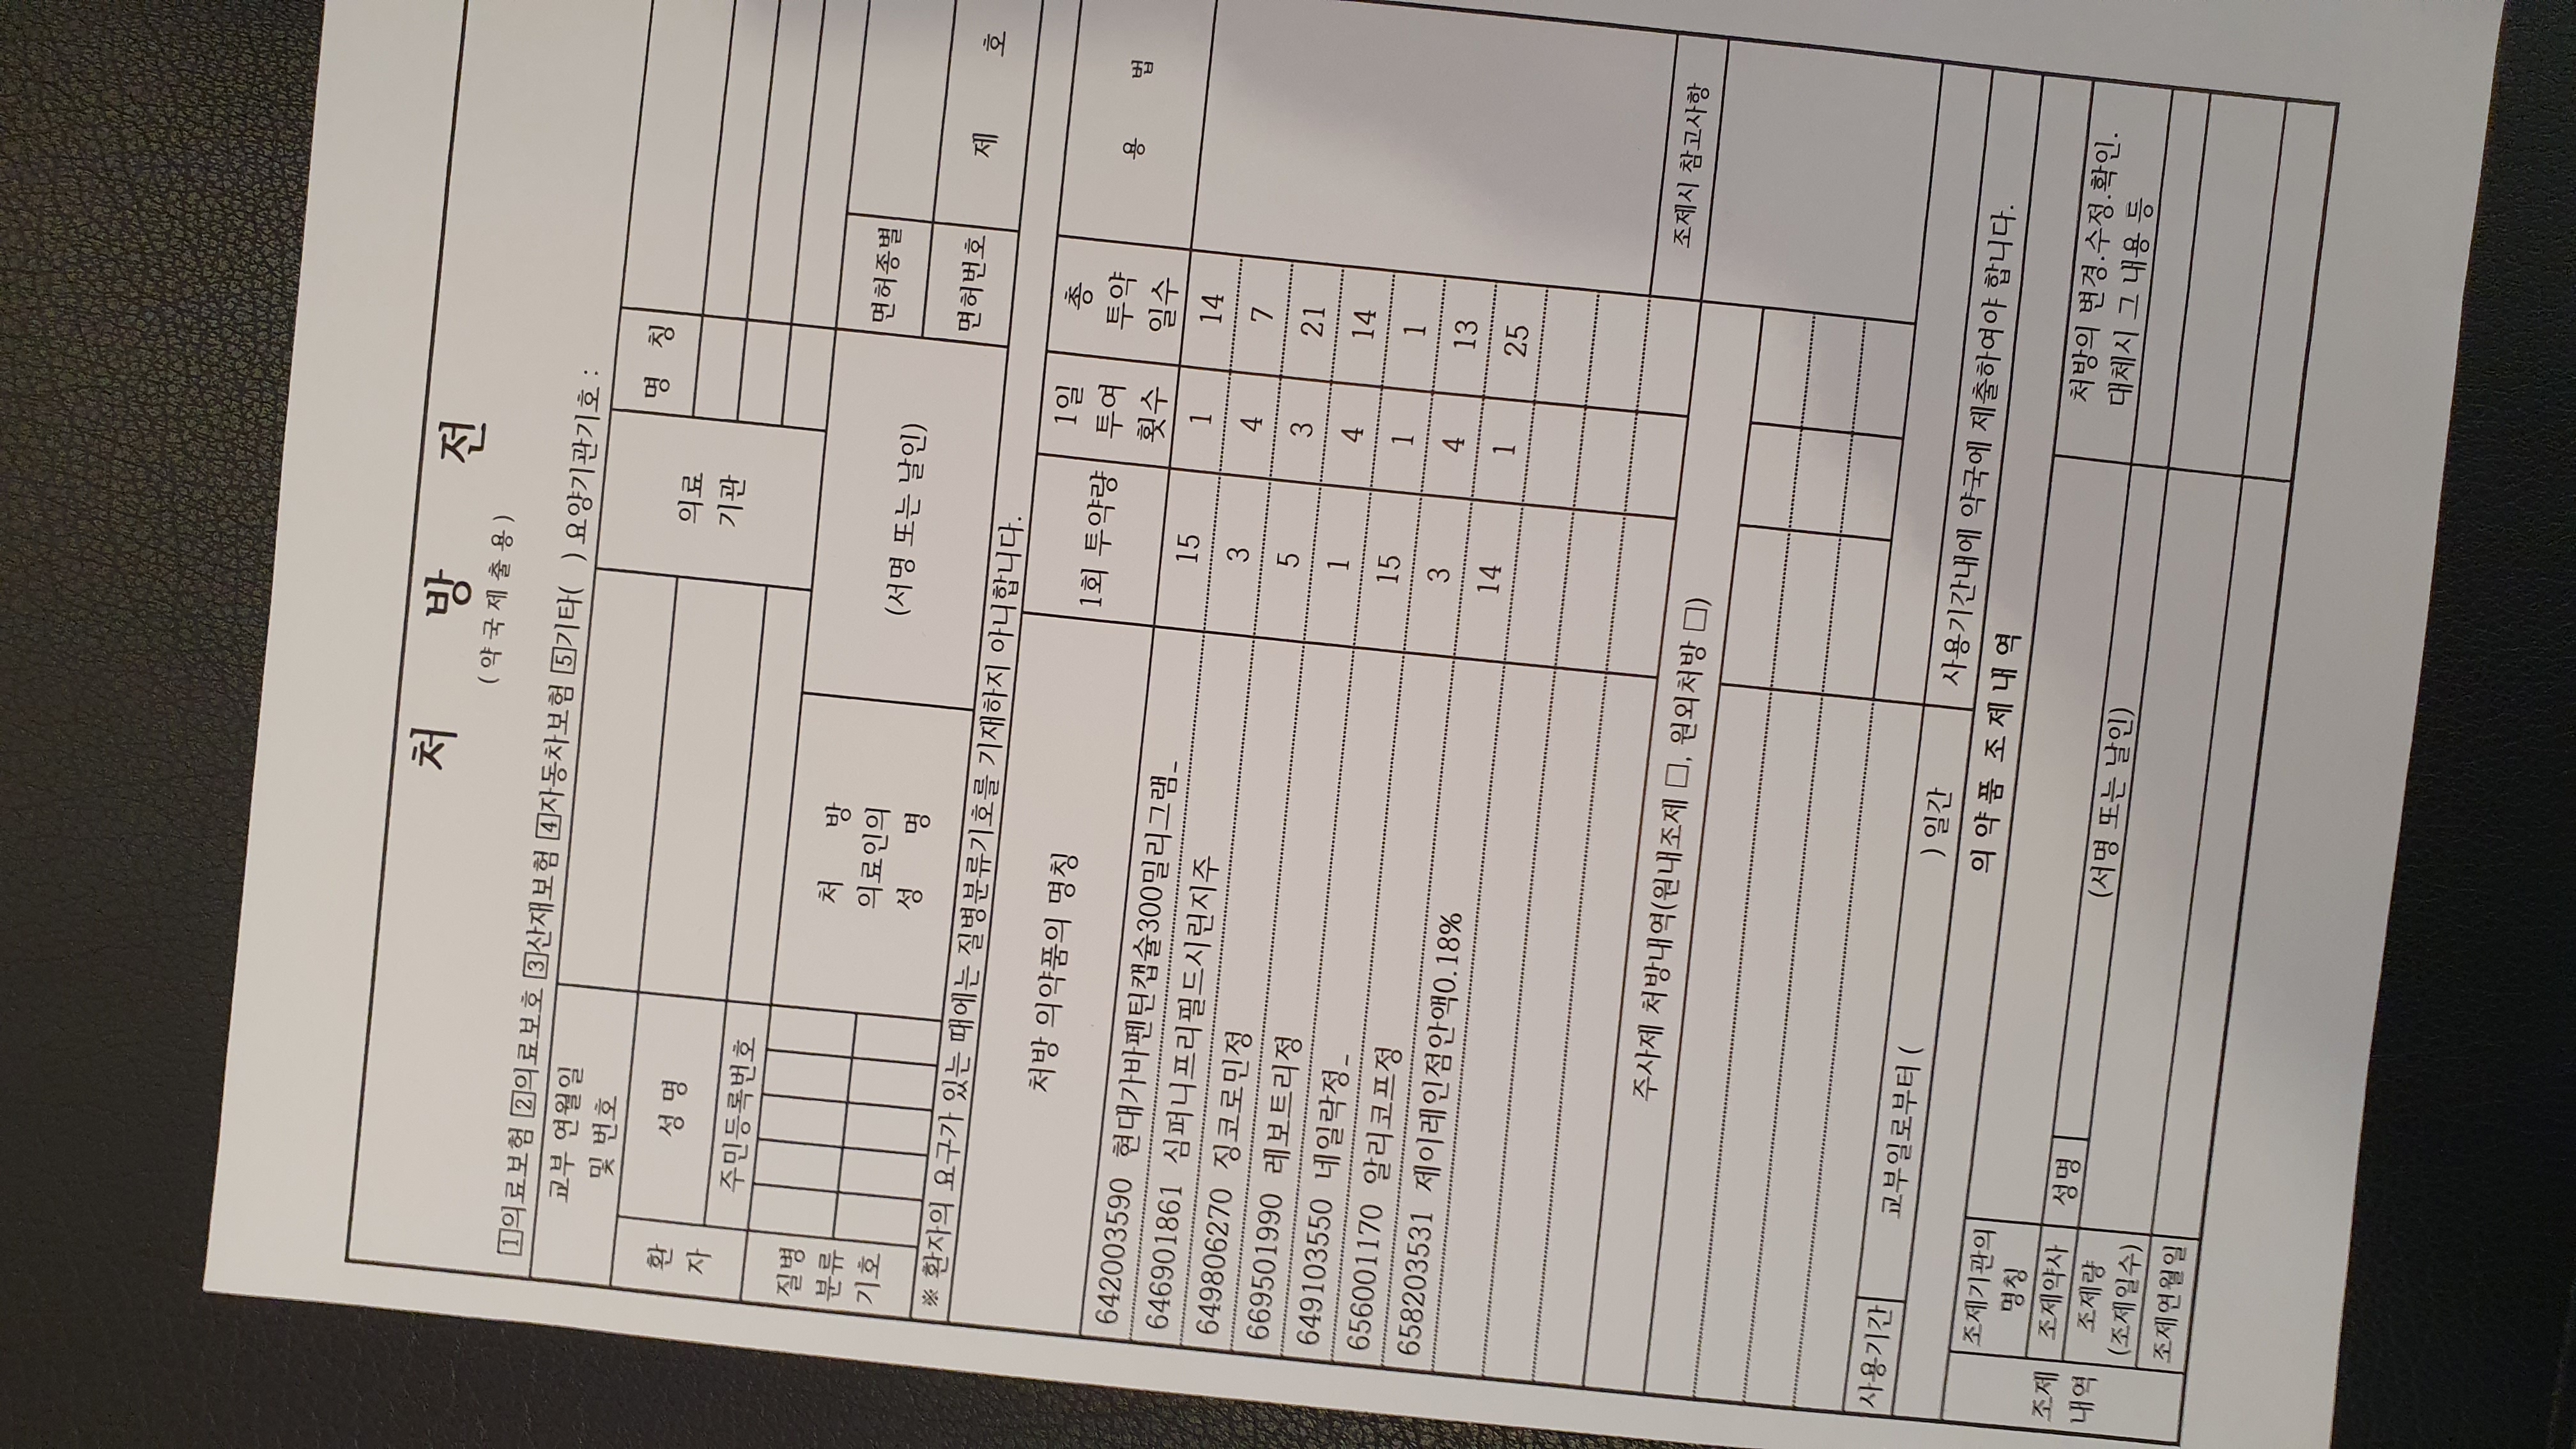 처 방 전
(약국제출용)
1의료보험 2의료보호 3산재보험 4자동차보험 5기타( ) 요양기관기호 :
교부 연월일
및 번호
환
자
성 명
주민등록번호
의료
기관
명 칭
질병
분류
기호
처 방
의료인의
성 명
(서명 또는 날인)
면허종별
면허번호
제 호
※ 환자의 요구가 있는 때에는 질병분류기호를 기재하지 아니합니다.
처방 의약품의 명칭
1회 투약량
1일
투여
횟수
총
투약
일수
용 법
642003590 현대가바펜틴캡슐300밀리그램_ 15 1 14
646901861 심퍼니프리필드시린지주 3 4 7
649806270 징코로민정 5 3 21
669501990 레보트리정 1 4 14
649103550 네일락정_ 15 1 1
656001170 알리코프정 3 4 13
658203531 제이레인점안액0.18% 14 1 25
주사제 처방내역(원내조제 □, 원외처방 □)
조제시 참고사항
사용기간
교부일로부터 ( ) 일간
사용기간내에 약국에 제출하여야 합니다.
의약품 조제내역
조제
내역
조제기관의
명칭
조제약사
성명
(서명 또는 날인)
조제량
(조제일수)
조제연월일
처방의 변경.수정.확인.
대체시 그 내용 등